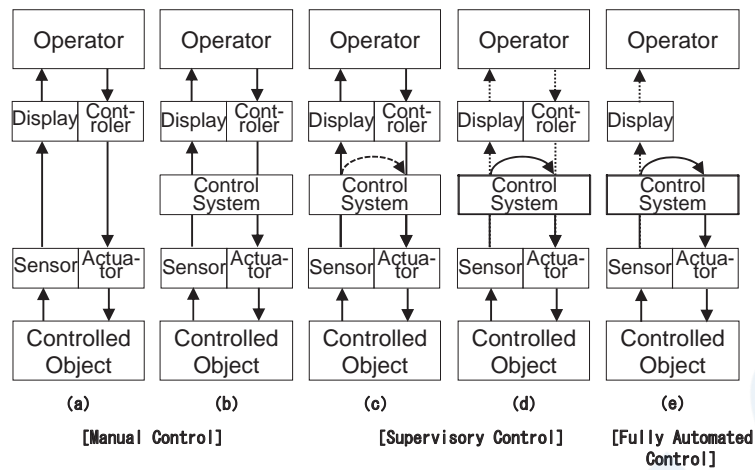 Operator Operator Operator Operator Operator
Display Cont- Display Cont- Display Cont- Display Cont- Display
roler roler roler roler
Control Control Control Control
System System System System
Sensor Actua- Sensor Actua- Sensor Actua- Sensor Actua- Sensor Actua-
tor tor tor tor tor
Controlled Controlled Controlled Controlled Controlled
Object Object Object Object Object
(a) (b) (c) (d) (e)
[Manual Control] [Supervisory Control] [Fully Automated
Control]